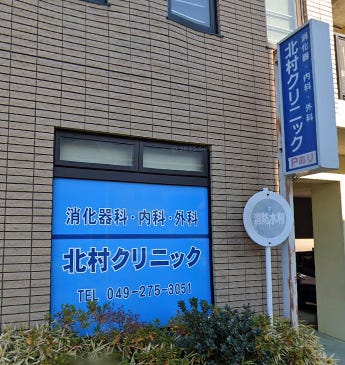 消化器科・内科・外科
北村クリニック
TEL 049-275-3051
消化器・内科・外科
北村クリニック
Pあり
消防水利